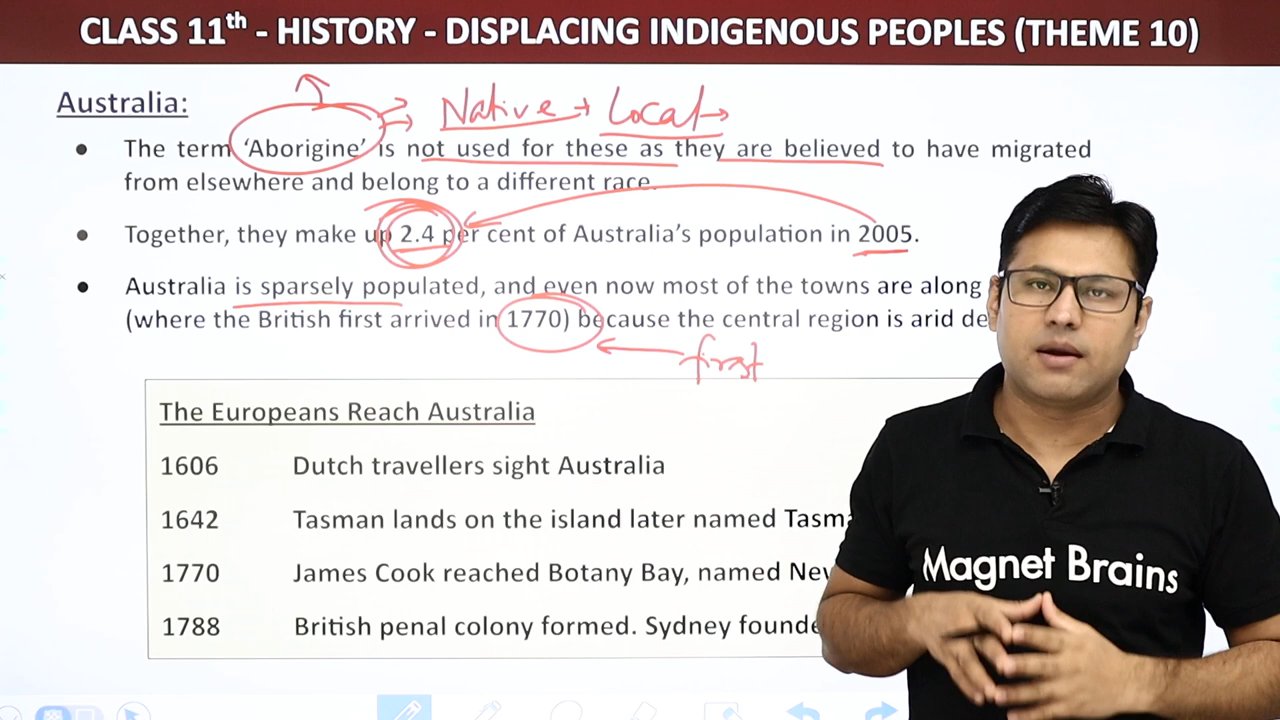 CLASS 11th - HISTORY - DISPLACING INDIGENOUS PEOPLES (THEME 10)
Australia:
Native → Local →
• The term 'Aborigine' is not used for these as they are believed to have migrated
from elsewhere and belong to a different race.
• Together, they make up 2.4 per cent of Australia's population in 2005.
• Australia is sparsely populated, and even now most of the towns are along
(where the British first arrived in 1770) because the central region is arid
first
The Europeans Reach Australia
1606 Dutch travellers sight Australia
1642 Tasman lands on the island later named
1770 James Cook reached Botany Bay, named
1788 British penal colony formed. Sydney
Magnet Brains